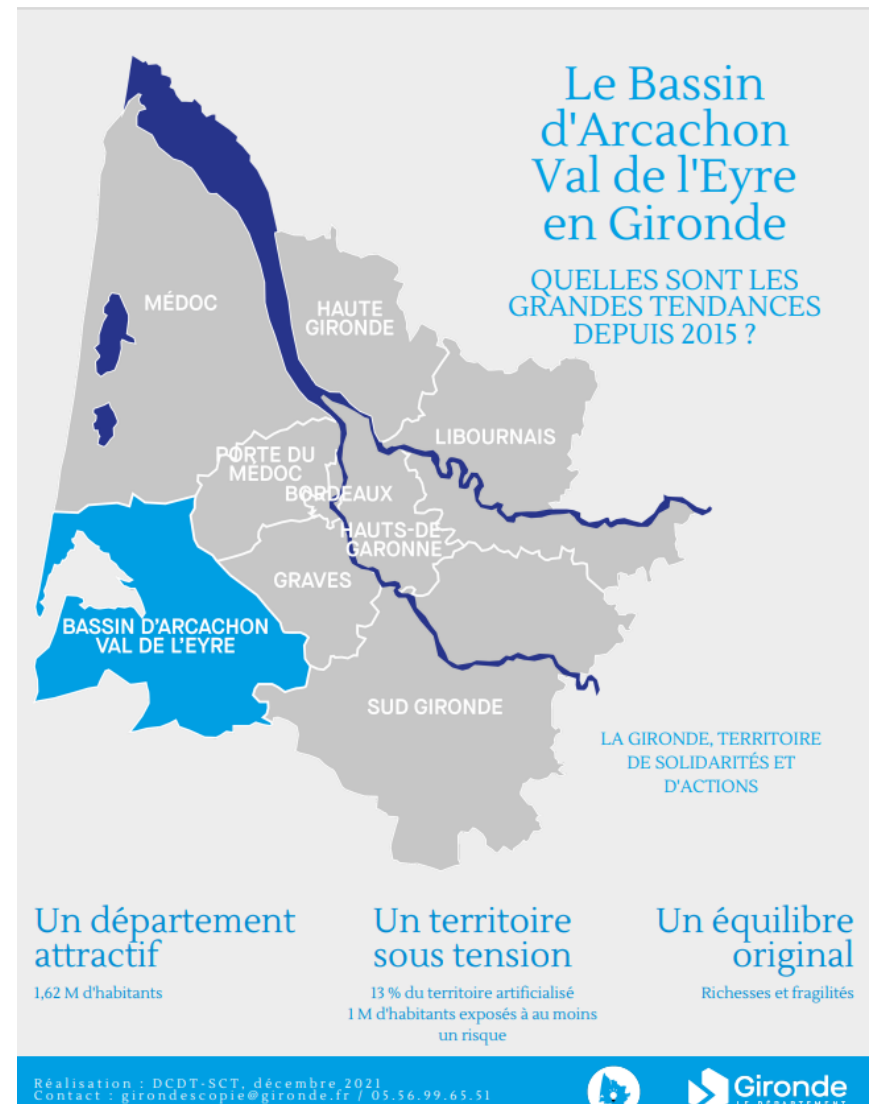 Le Bassin
d'Arcachon
Val de l'Eyre
en Gironde
QUELLES SONT LES
GRANDES TENDANCES
DEPUIS 2015 ?
MÉDOC
HAUTE
GIRONDE
LIBOURNAIS
PORTE DU
MÉDOC
BORDEAUX
HAUTS-DE-
GARONNE
GRAVES
BASSIN D'ARCACHON
VAL DE L'EYRE
SUD GIRONDE
LA GIRONDE, TERRITOIRE
DE SOLIDARITÉS ET
D'ACTIONS
Un département
attractif
1,62 M d'habitants
Un territoire
sous tension
13 % du territoire artificialisé
1 M d'habitants exposés à au moins
un risque
Un équilibre
original
Richesses et fragilités
Réalisation : DCDT-SCT, décembre 2021
Contact : girondescopie@gironde.fr / 05.56.99.65.51
Gironde
LE DÉPARTEMENT